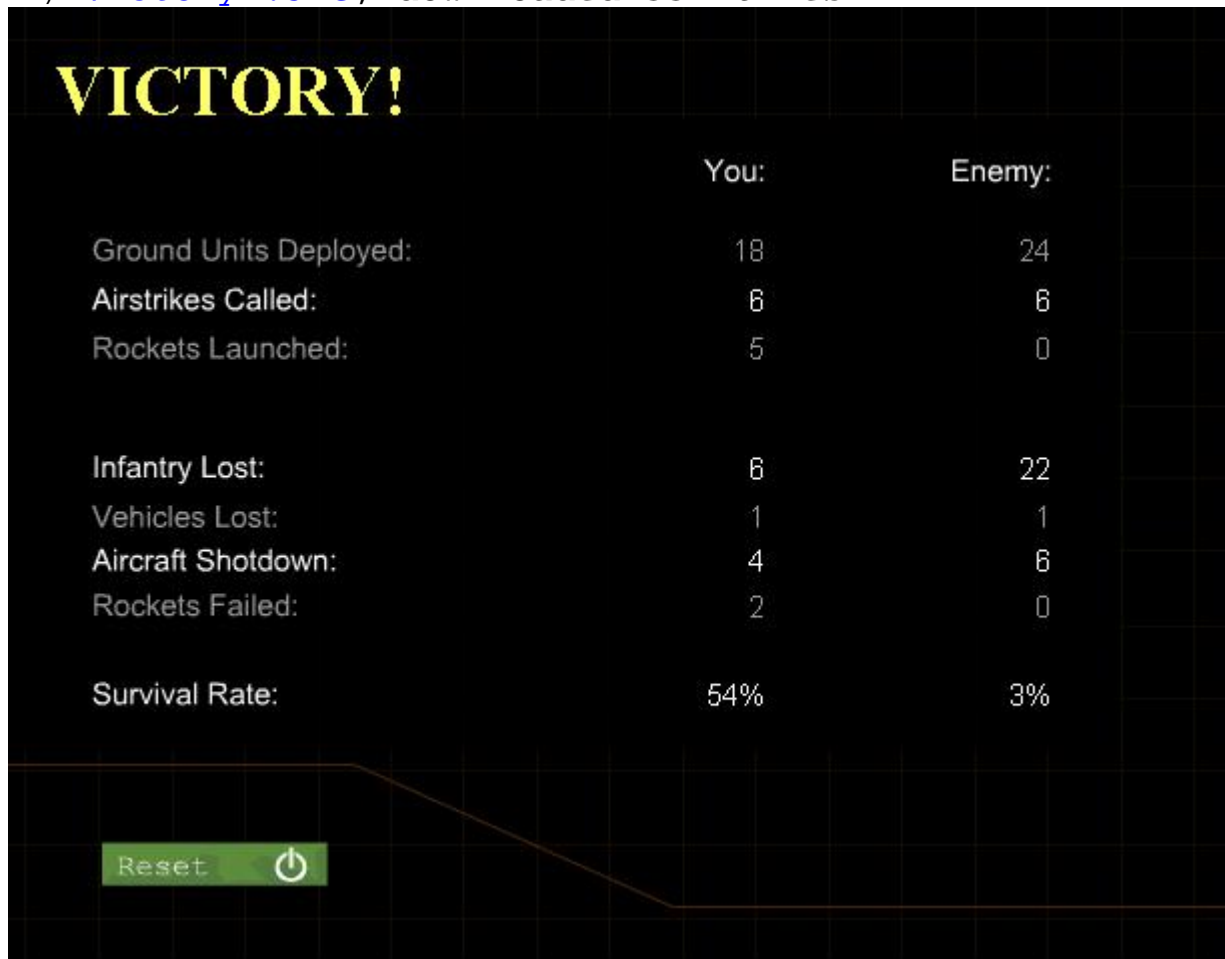 VICTORY!
You: Enemy:
Ground Units Deployed: 18 24
Airstrikes Called: 6 6
Rockets Launched: 5 0
Infantry Lost: 6 22
Vehicles Lost: 1 1
Aircraft Shotdown: 4 6
Rockets Failed: 2 0
Survival Rate: 54% 3%
Reset